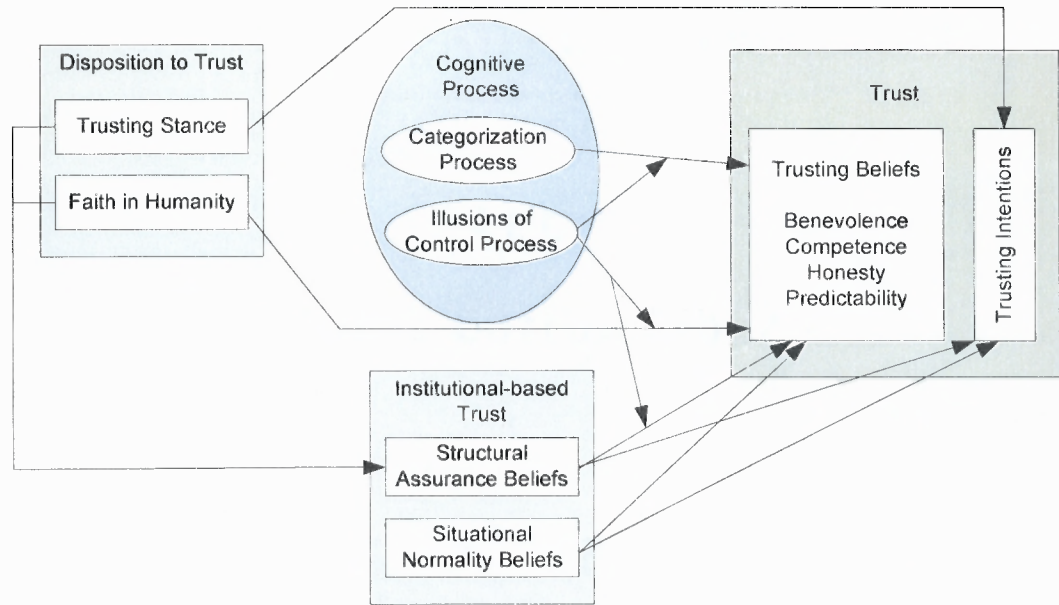 Disposition to Trust
Trusting Stance
Faith in Humanity
Cognitive
Process
Categorization
Process
Illusions of
Control Process
Trust
Trusting Beliefs
Benevolence
Competence
Honesty
Predictability
Trusting Intentions
Institutional-based
Trust
Structural
Assurance Beliefs
Situational
Normality Beliefs